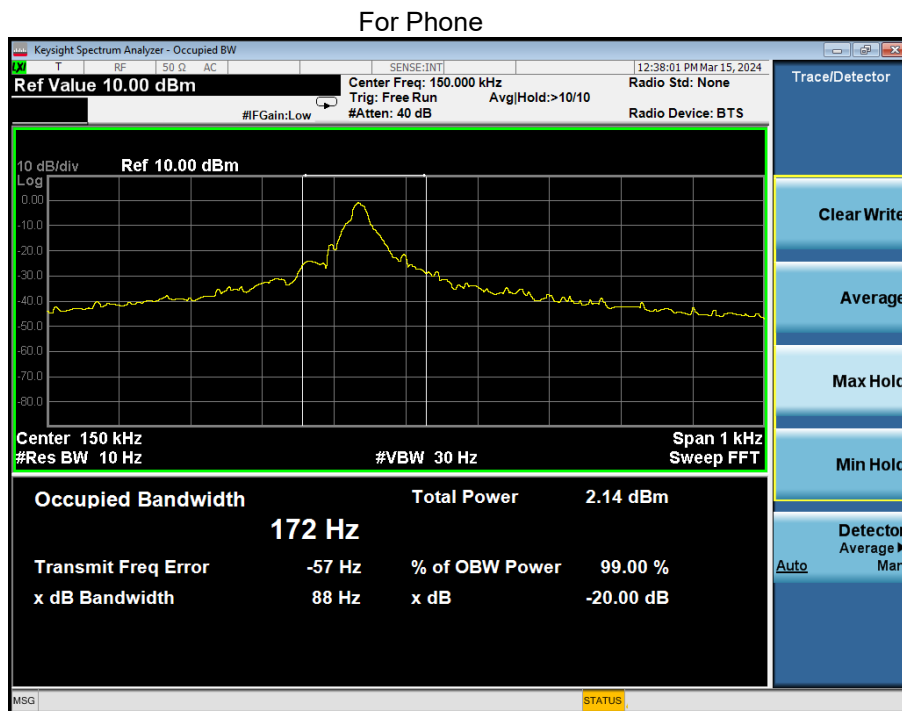 For Phone
Keysight Spectrum Analyzer - Occupied BW
LXI T RF 50 Ω AC SENSE:INT 12:38:01 PM Mar 15, 2024
Ref Value 10.00 dBm Center Freq: 150.000 kHz Radio Std: None
Trig: Free Run Avg|Hold:>10/10
#IFGain:Low #Atten: 40 dB Radio Device: BTS
Trace/Detector
10 dB/div Ref 10.00 dBm
Log
0.00
-10.0
-20.0
-30.0
-40.0
-50.0
-60.0
-70.0
-80.0
Center 150 kHz Span 1 kHz
#Res BW 10 Hz #VBW 30 Hz Sweep FFT
Occupied Bandwidth Total Power 2.14 dBm
172 Hz
Transmit Freq Error -57 Hz % of OBW Power 99.00 %
x dB Bandwidth 88 Hz x dB -20.00 dB
Clear Write
Average
Max Hold
Min Hold
Detector
Average
Auto Man
MSG STATUS